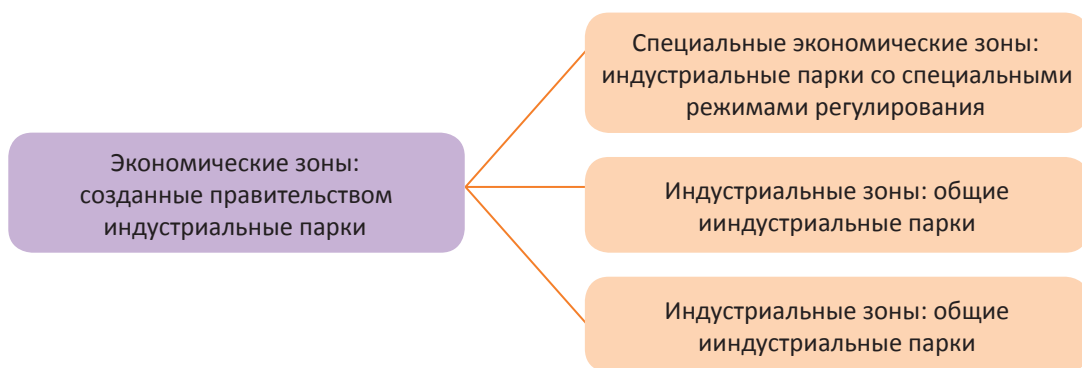 Специальные экономические зоны:
индустриальные парки со специальными
режимами регулирования
Экономические зоны:
созданные правительством
индустриальные парки
Индустриальные зоны: общие
ииндустриальные парки
Индустриальные зоны: общие
ииндустриальные парки